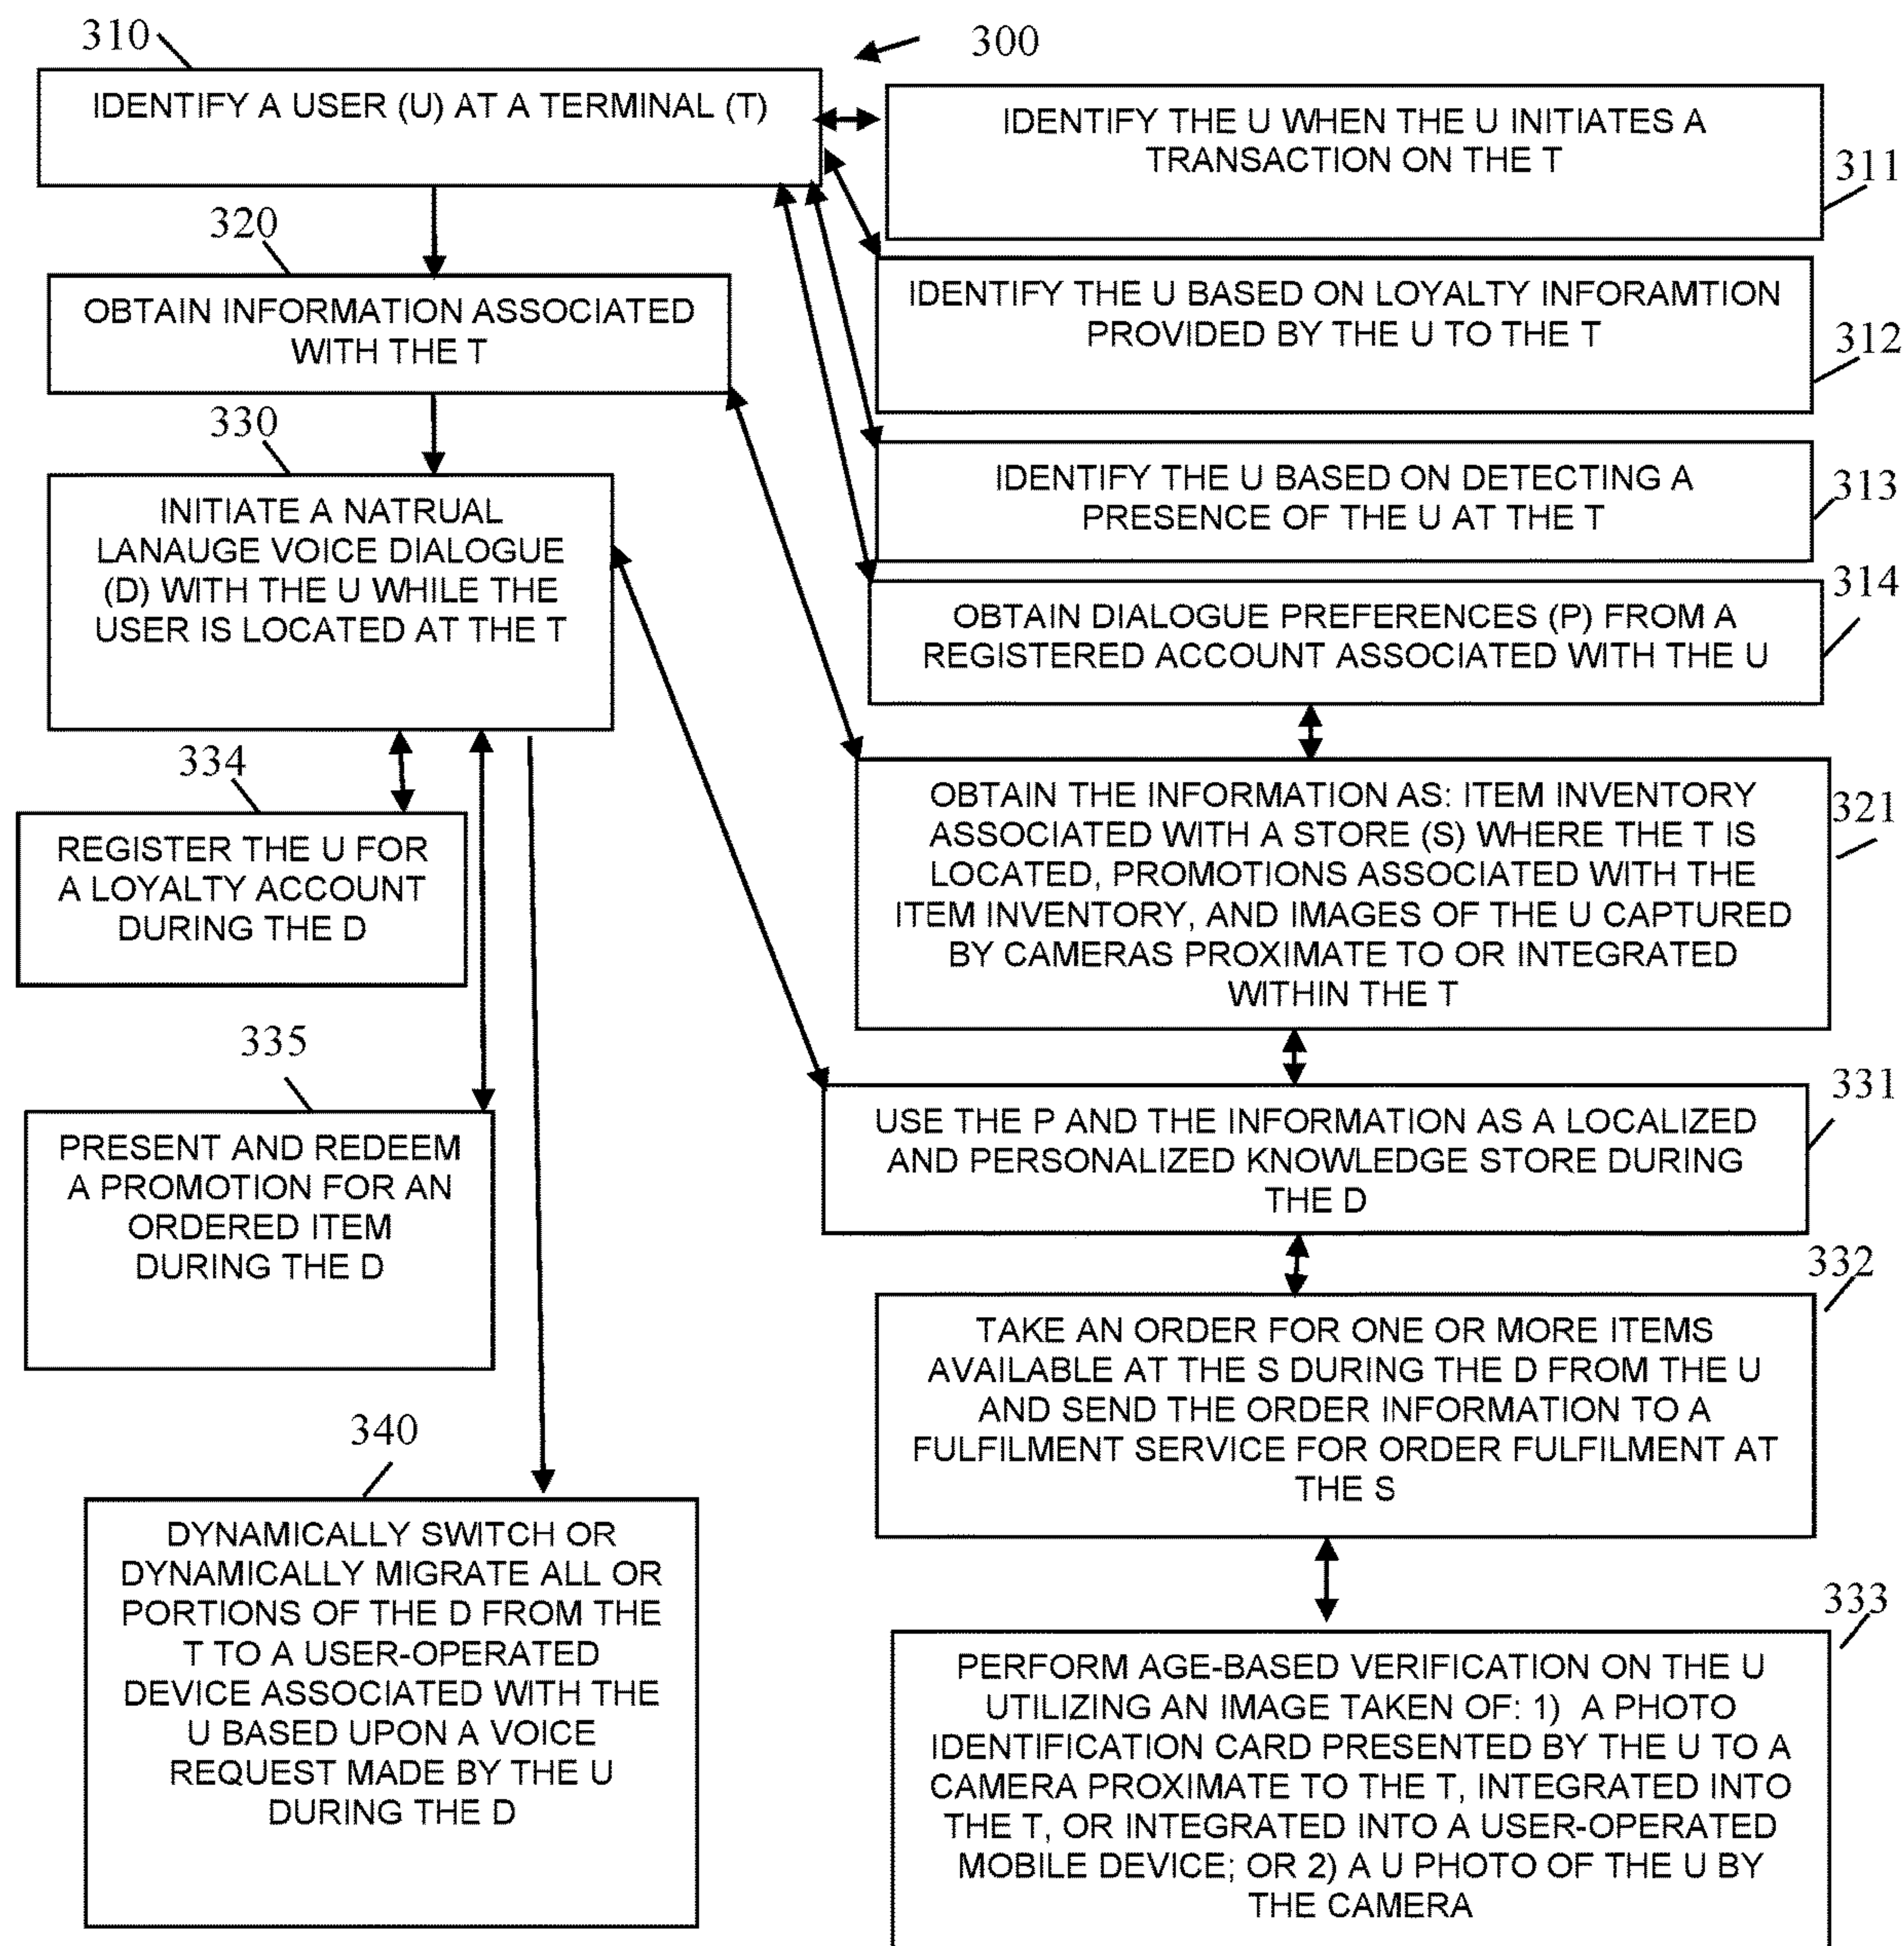 310
300
IDENTIFY A USER (U) AT A TERMINAL (T)
IDENTIFY THE U WHEN THE U INITIATES A
TRANSACTION ON THE T
311
320
OBTAIN INFORMATION ASSOCIATED
WITH THE T
IDENTIFY THE U BASED ON LOYALTY INFORAMTION
PROVIDED BY THE U TO THE T
312
330
INITIATE A NATRUAL
LANAUGE VOICE DIALOGUE
(D) WITH THE U WHILE THE
USER IS LOCATED AT THE T
IDENTIFY THE U BASED ON DETECTING A
PRESENCE OF THE U AT THE T
313
314
OBTAIN DIALOGUE PREFERENCES (P) FROM A
REGISTERED ACCOUNT ASSOCIATED WITH THE U
334
REGISTER THE U FOR
A LOYALTY ACCOUNT
DURING THE D
OBTAIN THE INFORMATION AS: ITEM INVENTORY
ASSOCIATED WITH A STORE (S) WHERE THE T IS
LOCATED, PROMOTIONS ASSOCIATED WITH THE
ITEM INVENTORY, AND IMAGES OF THE U CAPTURED
BY CAMERAS PROXIMATE TO OR INTEGRATED
WITHIN THE T
321
335
PRESENT AND REDEEM
A PROMOTION FOR AN
ORDERED ITEM
DURING THE D
331
USE THE P AND THE INFORMATION AS A LOCALIZED
AND PERSONALIZED KNOWLEDGE STORE DURING
THE D
332
TAKE AN ORDER FOR ONE OR MORE ITEMS
AVAILABLE AT THE S DURING THE D FROM THE U
AND SEND THE ORDER INFORMATION TO A
FULFILMENT SERVICE FOR ORDER FULFILMENT AT
THE S
340
DYNAMICALLY SWITCH OR
DYNAMICALLY MIGRATE ALL OR
PORTIONS OF THE D FROM THE
T TO A USER-OPERATED
DEVICE ASSOCIATED WITH THE
U BASED UPON A VOICE
REQUEST MADE BY THE U
DURING THE D
333
PERFORM AGE-BASED VERIFICATION ON THE U
UTILIZING AN IMAGE TAKEN OF: 1) A PHOTO
IDENTIFICATION CARD PRESENTED BY THE U TO A
CAMERA PROXIMATE TO THE T, INTEGRATED INTO
THE T, OR INTEGRATED INTO A USER-OPERATED
MOBILE DEVICE; OR 2) A U PHOTO OF THE U BY
THE CAMERA